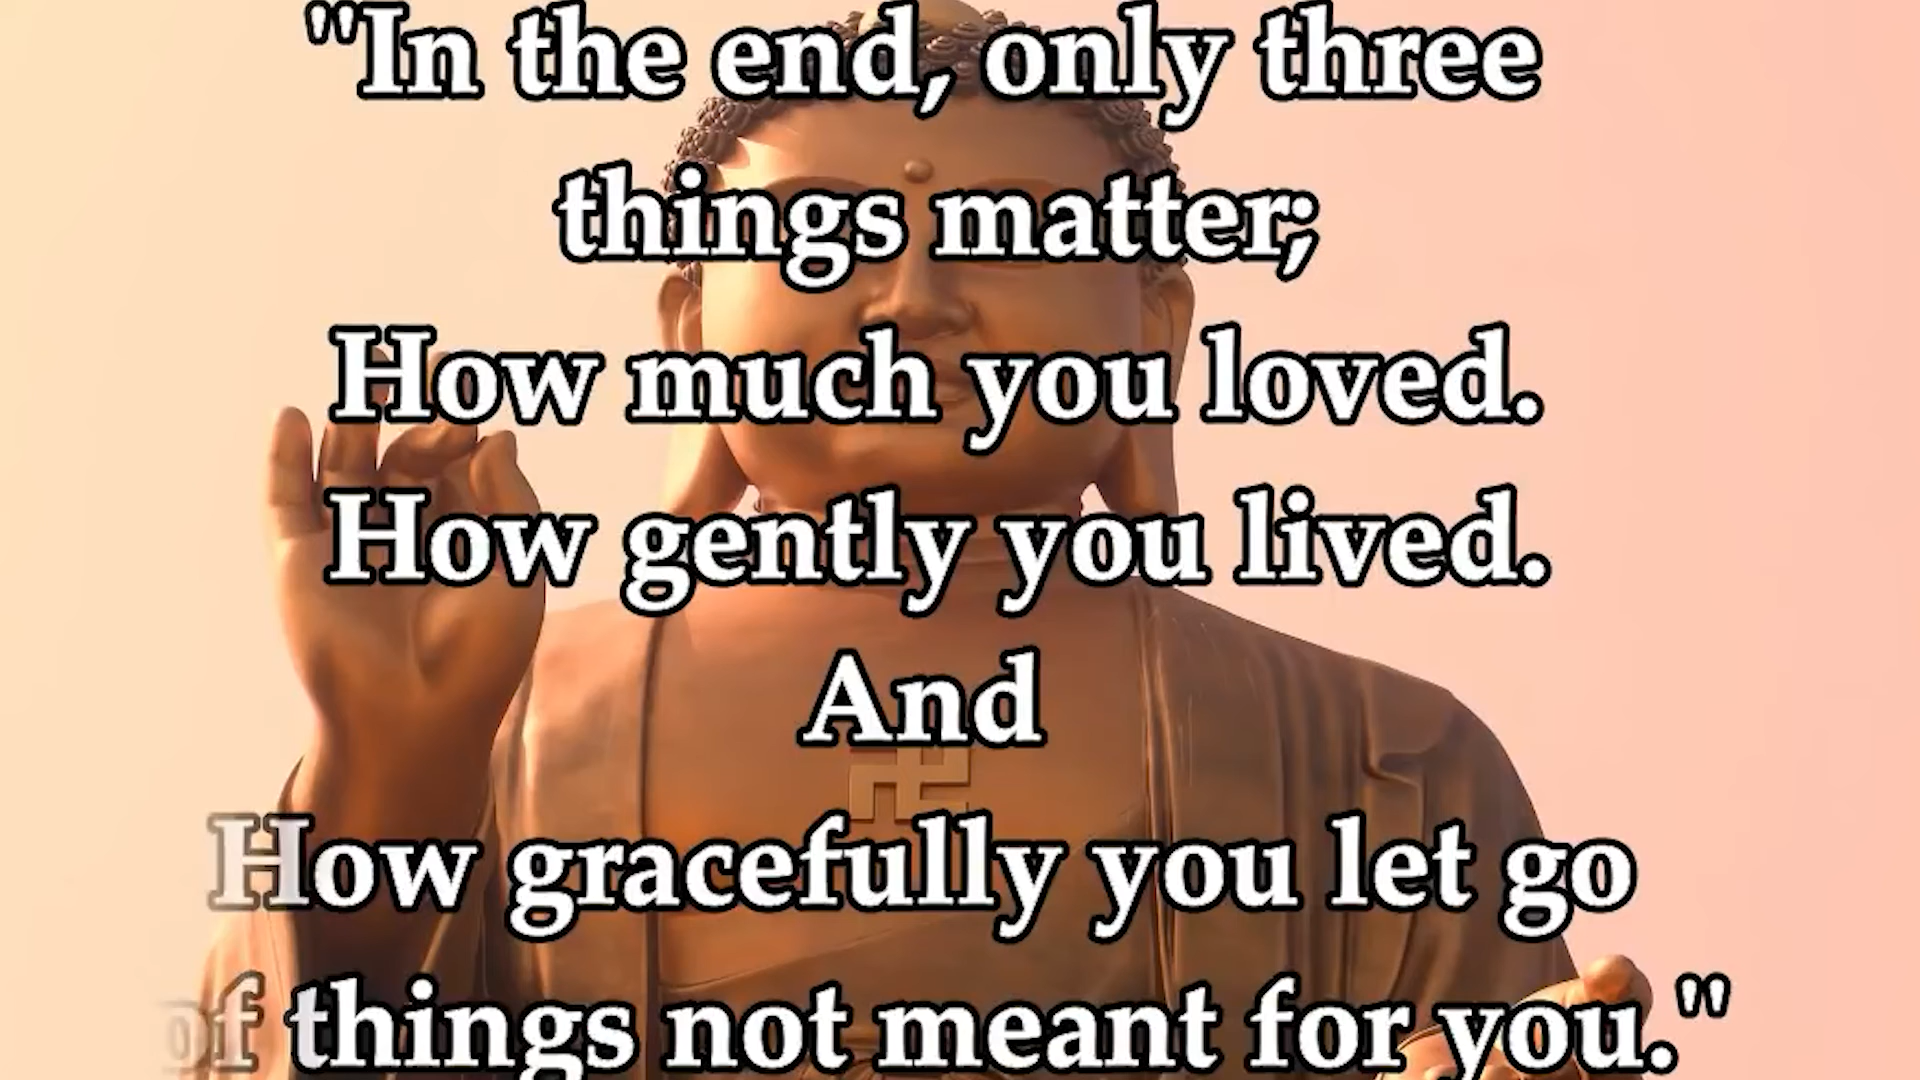 "In the end, only three
things matter;
How much you loved.
How gently you lived.
And
How gracefully you let go
of things not meant for you."